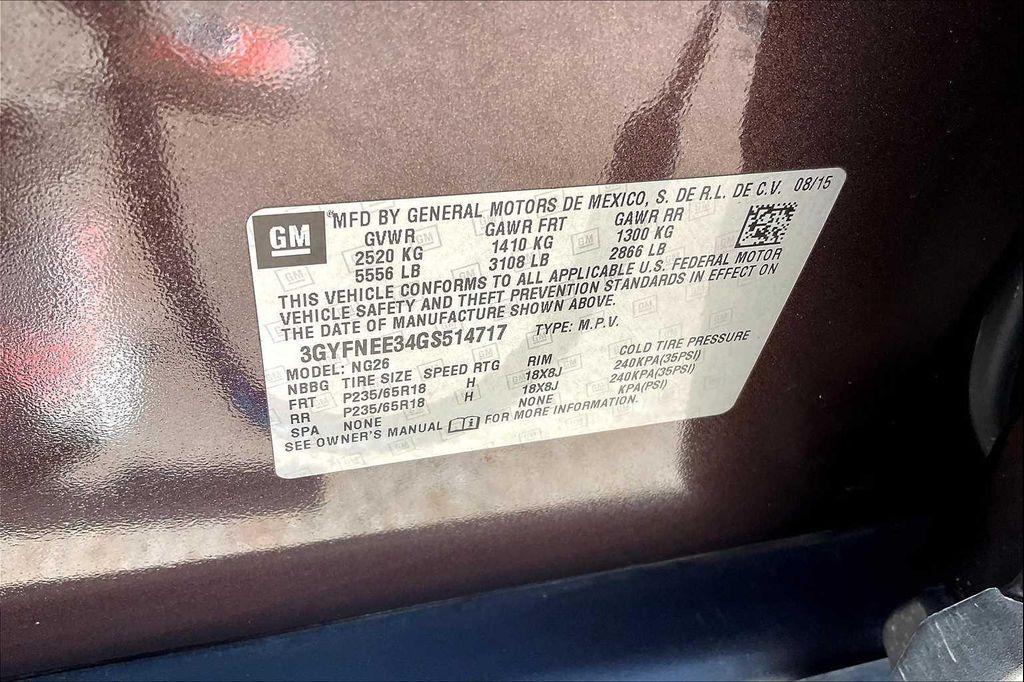 GM
MFD BY GENERAL MOTORS DE MEXICO, S. DE R.L. DE C.V. 08/15
GVWR GAWR FRT GAWR RR
2520 KG 1410 KG 1300 KG
5556 LB 3108 LB 2866 LB
THIS VEHICLE CONFORMS TO ALL APPLICABLE U.S. FEDERAL MOTOR
VEHICLE SAFETY AND THEFT PREVENTION STANDARDS IN EFFECT ON
THE DATE OF MANUFACTURE SHOWN ABOVE.
3GYFNEE34GS514717 TYPE: M.P.V.
MODEL: NG26
NBBG TIRE SIZE SPEED RTG RIM COLD TIRE PRESSURE
FRT P235/65R18 H 18X8J 240KPA(35PSI)
RR P235/65R18 H 18X8J 240KPA(35PSI)
SPA NONE NONE KPA(PSI)
SEE OWNER'S MANUAL FOR MORE INFORMATION.